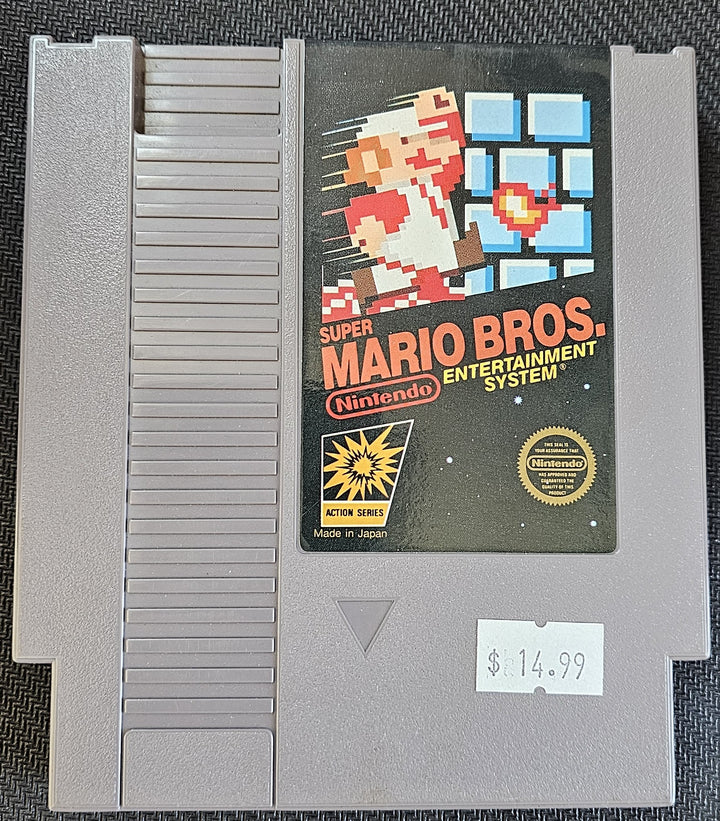 SUPER
MARIO BROS.
Nintendo
ENTERTAINMENT
SYSTEM®
THIS SEAL IS
YOUR ASSURANCE THAT
Nintendo
HAS APPROVED AND
GUARANTEED THE
QUALITY OF THIS
PRODUCT
ACTION SERIES
Made in Japan
$ 14.99